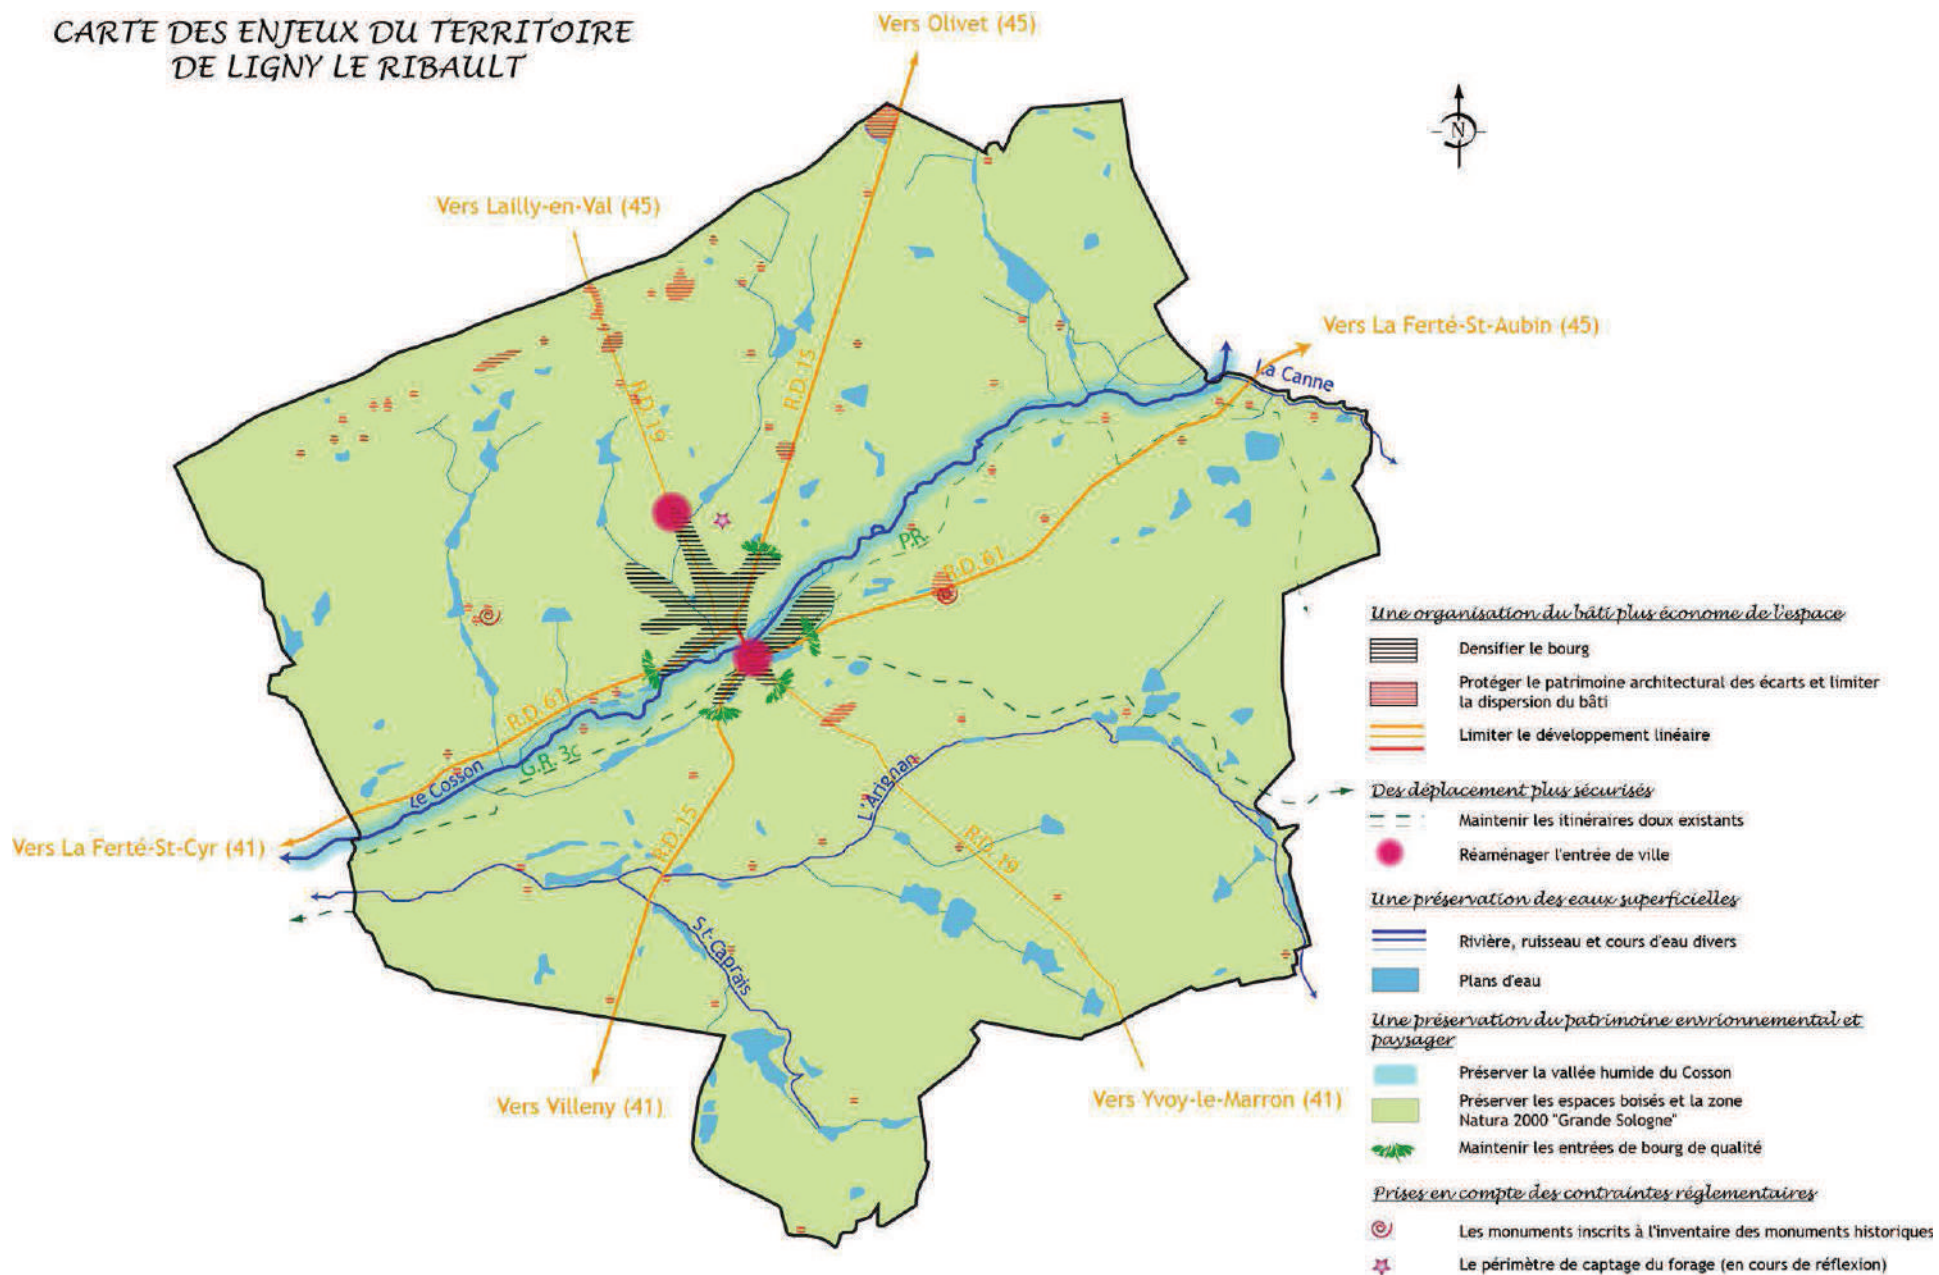 CARTE DES ENJEUX DU TERRITOIRE
DE LIGNY LE RIBAULT
Vers Olivet (45)
N
Vers Lailly-en-Val (45)
Vers La Ferté-St-Aubin (45)
La Canne
R.D. 15
R.D. 19
P.R.
R.D. 61
R.D. 61
G.R. 3c
Le Cosson
L'Arignan
R.D. 15
R.D. 19
Vers La Ferté-St-Cyr (41)
St-Caprais
Vers Villeny (41)
Vers Yvoy-le-Marron (41)
Une organisation du bâti plus économe de l'espace
Densifier le bourg
Protéger le patrimoine architectural des écarts et limiter
la dispersion du bâti
Limiter le développement linéaire
Des déplacement plus sécurisés
Maintenir les itinéraires doux existants
Réaménager l'entrée de ville
Une préservation des eaux superficielles
Rivière, ruisseau et cours d'eau divers
Plans d'eau
Une préservation du patrimoine envrionnemental et
paysager
Préserver la vallée humide du Cosson
Préserver les espaces boisés et la zone
Natura 2000 "Grande Sologne"
Maintenir les entrées de bourg de qualité
Prises en compte des contraintes réglementaires
Les monuments inscrits à l'inventaire des monuments historiques
Le périmètre de captage du forage (en cours de réflexion)